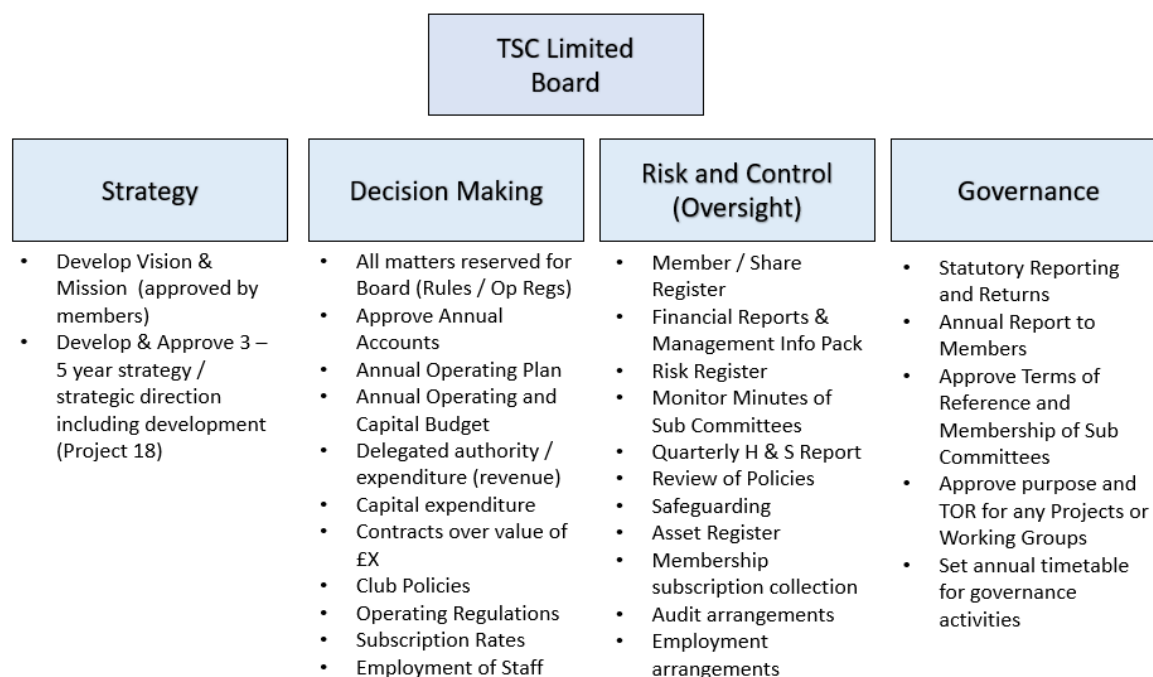 TSC Limited
Board
Strategy
• Develop Vision &
Mission (approved by
members)
• Develop & Approve 3 –
5 year strategy /
strategic direction
including development
(Project 18)
Decision Making
• All matters reserved for
Board (Rules / Op Regs)
• Approve Annual
Accounts
• Annual Operating Plan
• Annual Operating and
Capital Budget
• Delegated authority /
expenditure (revenue)
• Capital expenditure
• Contracts over value of
£X
• Club Policies
• Operating Regulations
• Subscription Rates
• Employment of Staff
Risk and Control
(Oversight)
• Member / Share
Register
• Financial Reports &
Management Info Pack
• Risk Register
• Monitor Minutes of
Sub Committees
• Quarterly H & S Report
• Review of Policies
• Safeguarding
• Asset Register
• Membership
subscription collection
• Audit arrangements
• Employment
arrangements
Governance
• Statutory Reporting
and Returns
• Annual Report to
Members
• Approve Terms of
Reference and
Membership of Sub
Committees
• Approve purpose and
TOR for any Projects or
Working Groups
• Set annual timetable
for governance
activities